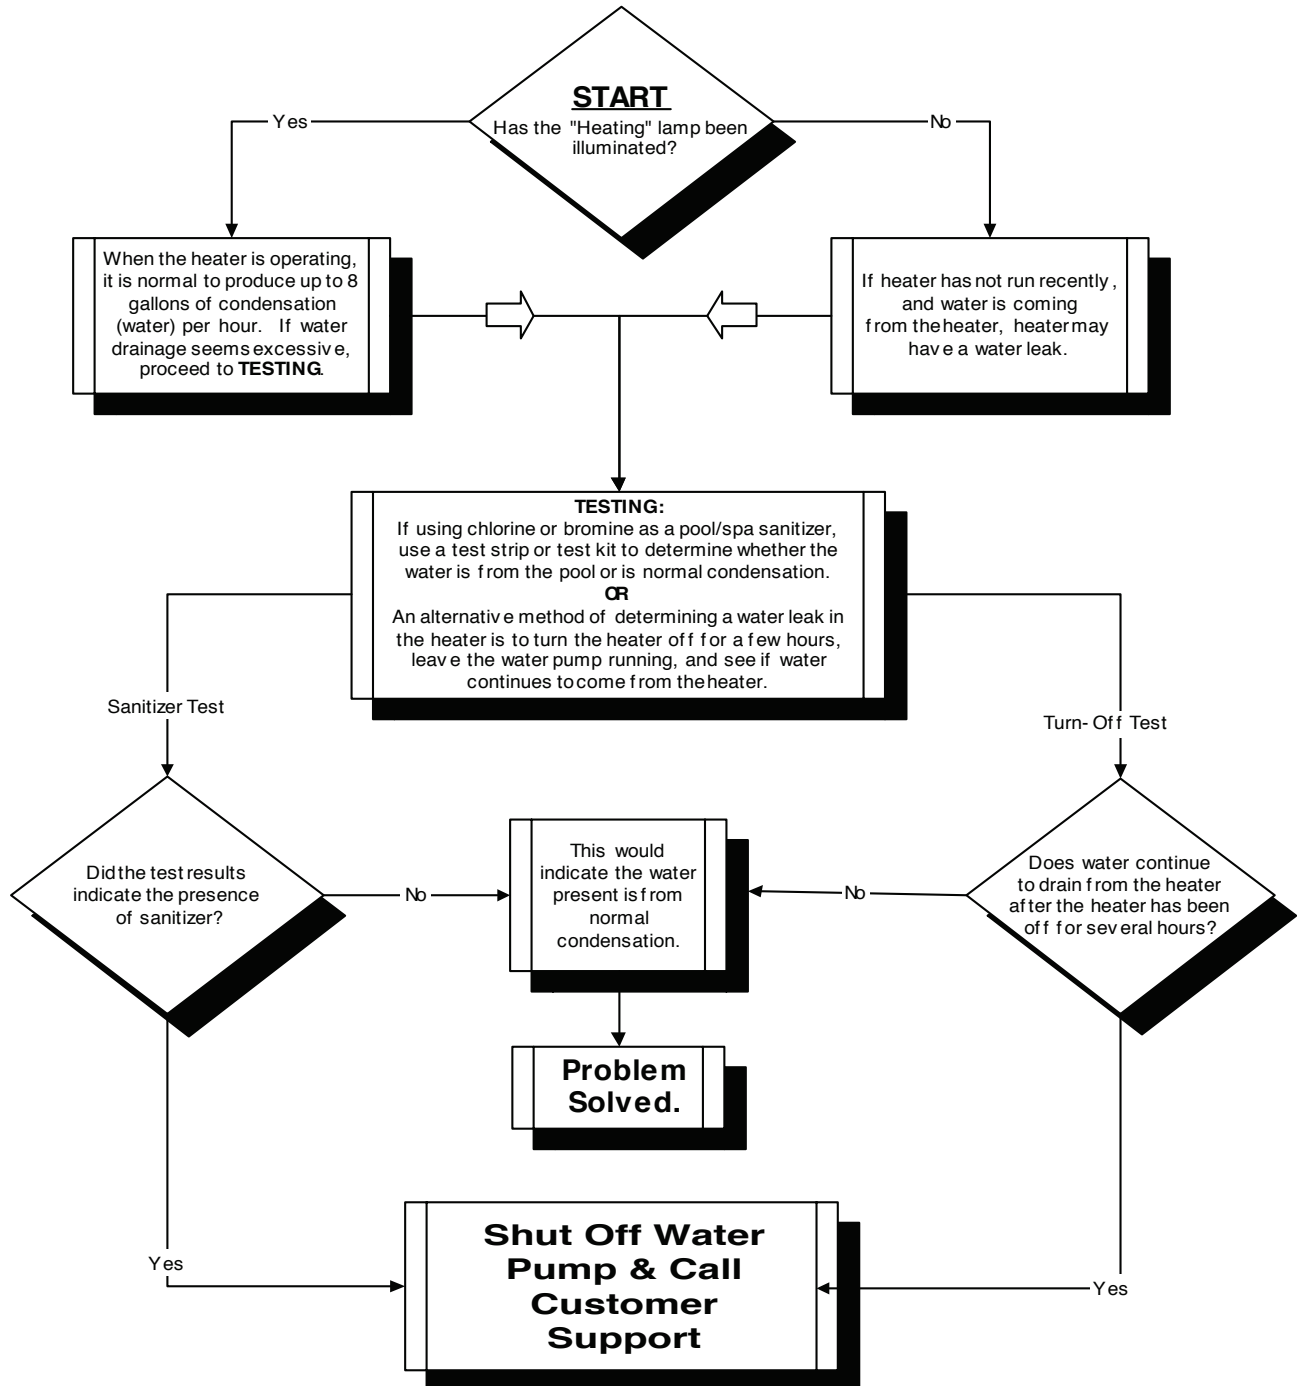 START
Has the "Heating" lamp been
illuminated?
Yes
No
When the heater is operating,
it is normal to produce up to 8
gallons of condensation
(water) per hour. If water
drainage seems excessive,
proceed to TESTING.
If heater has not run recently,
and water is coming
from the heater, heater may
have a water leak.
TESTING:
If using chlorine or bromine as a pool/spa sanitizer,
use a test strip or test kit to determine whether the
water is from the pool or is normal condensation.
OR
An alternative method of determining a water leak in
the heater is to turn the heater off for a few hours,
leave the water pump running, and see if water
continues to come from the heater.
Sanitizer Test
Turn-Off Test
Did the test results
indicate the presence
of sanitizer?
No
This would
indicate the water
present is from
normal
condensation.
No
Does water continue
to drain from the heater
after the heater has been
off for several hours?
Problem
Solved.
Yes
Shut Off Water
Pump & Call
Customer
Support
Yes